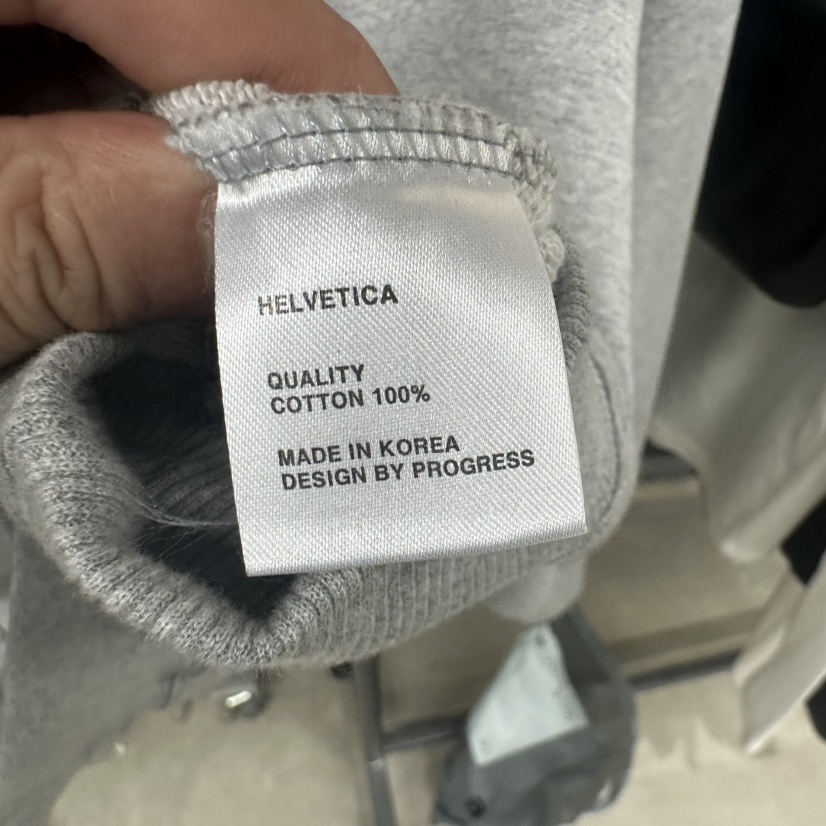 HELVETICA
QUALITY
COTTON 100%
MADE IN KOREA
DESIGN BY PROGRESS